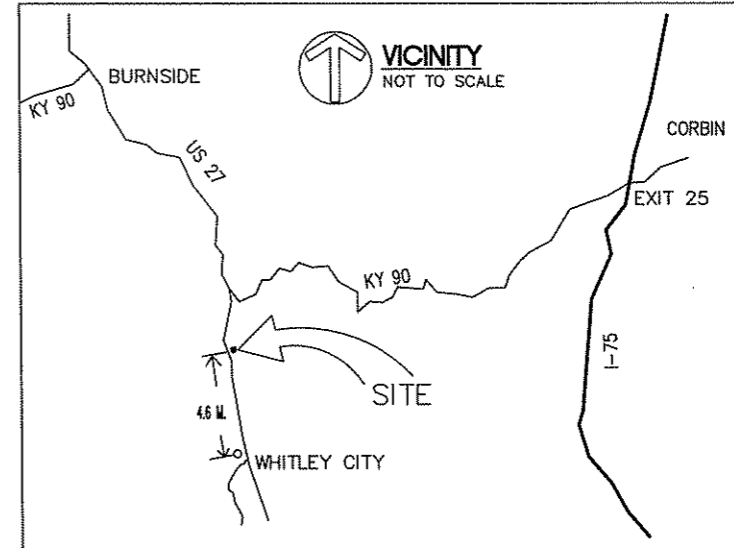 VICINITY
NOT TO SCALE
BURNSIDE
KY 90
US 27
CORBIN
EXIT 25
KY 90
I-75
SITE
4.6 M.
WHITLEY CITY